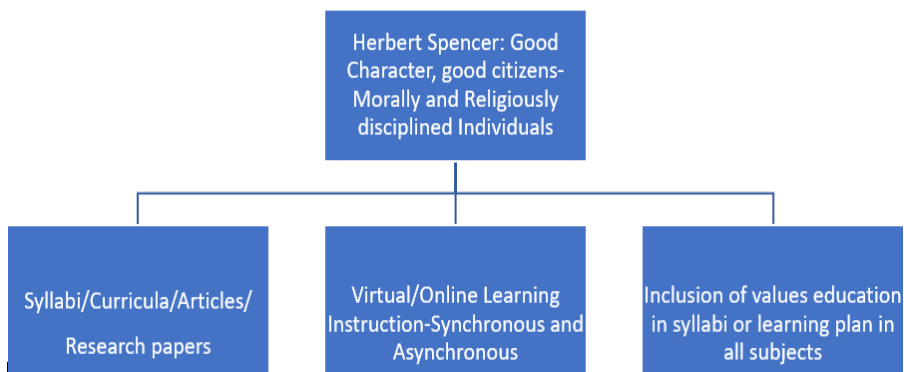 Herbert Spencer: Good
Character, good citizens-
Morally and Religiously
disciplined Individuals
Syllabi/Curricula/Articles/
Research papers
Virtual/Online Learning
Instruction-Synchronous and
Asynchronous
Inclusion of values education
in syllabi or learning plan in
all subjects